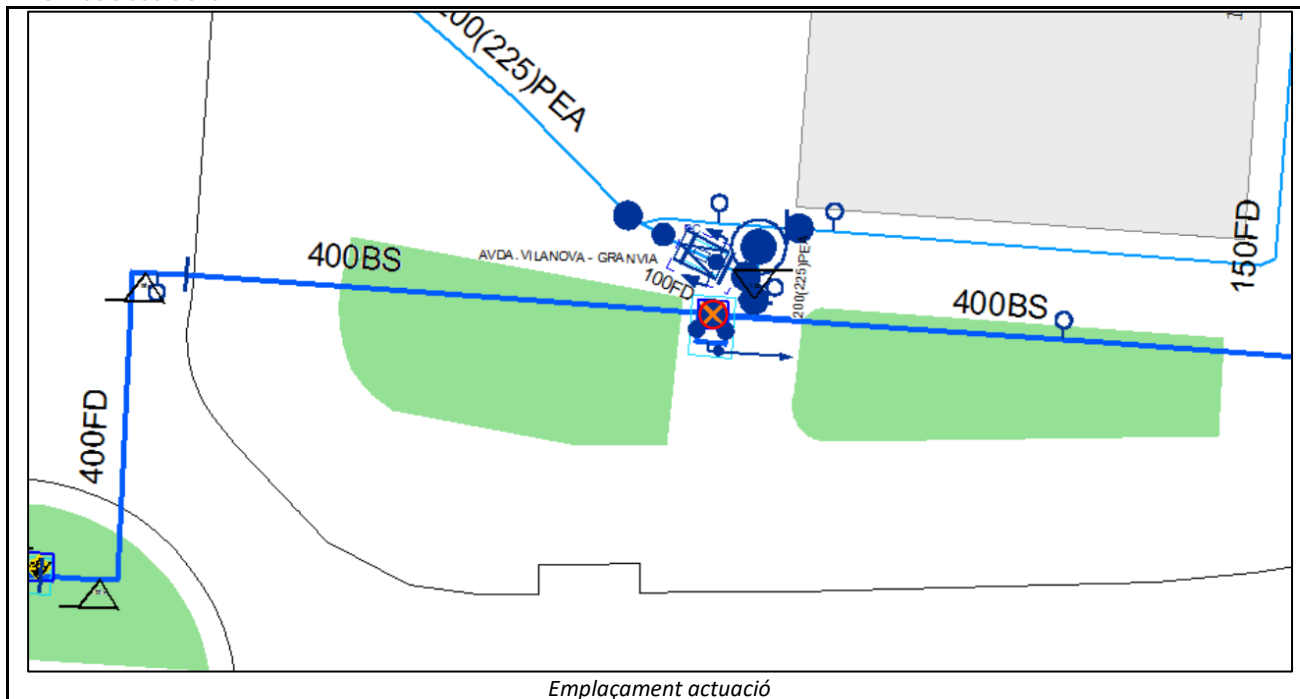 200(225)PEA
400BS
AVDA. VILANOVA - GRANVIA
100FD
200(225)PEA
400BS
150FD
400FD
Emplaçament actuació